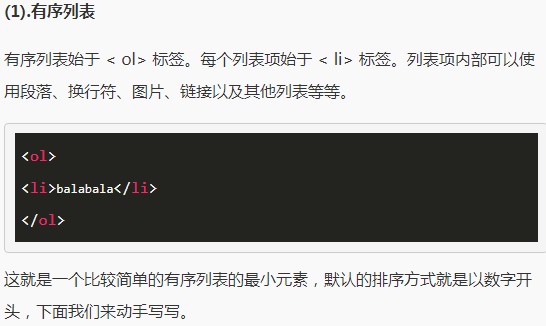 (1).有序列表
有序列表始于 < ol> 标签。每个列表项始于 < li> 标签。列表项内部可以使
用段落、换行符、图片、链接以及其他列表等等。
<ol>
<li>balabala</li>
</ol>
这就是一个比较简单的有序列表的最小元素，默认的排序方式就是以数字开
头，下面我们来动手写写。